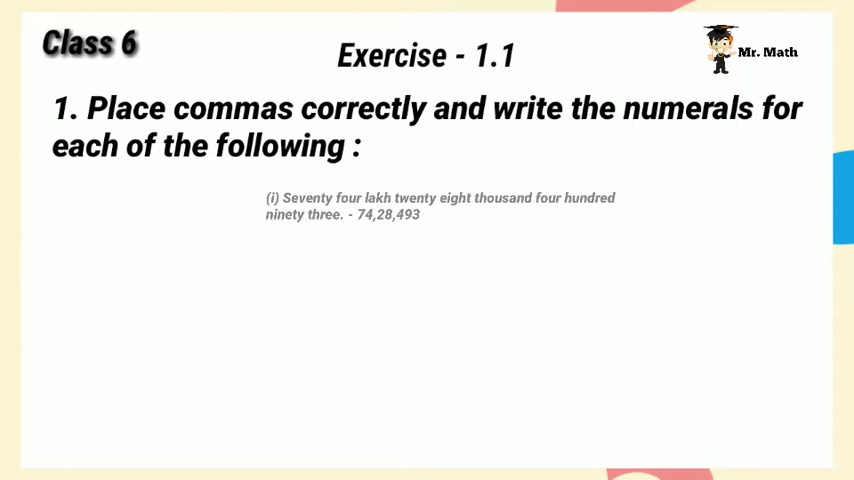 Class 6
Exercise - 1.1
Mr. Math
1. Place commas correctly and write the numerals for
each of the following :
(i) Seventy four lakh twenty eight thousand four hundred
ninety three. - 74,28,493